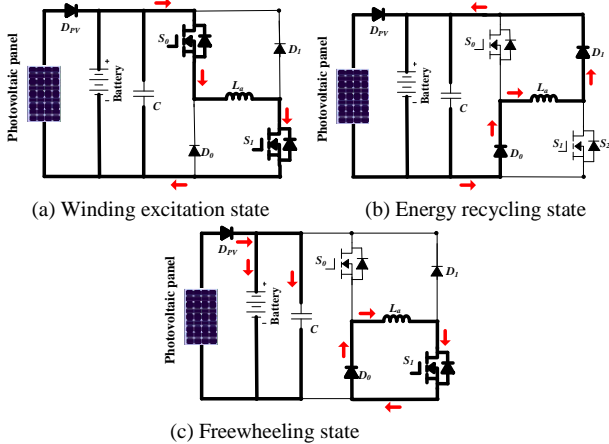 D_PV
S_0
D_1
Photovoltaic panel
+
Battery
-
C
L_a
D_0
S_1
(a) Winding excitation state
D_PV
S_0
D_1
Photovoltaic panel
+
Battery
-
C
L_a
D_0
S_1
S_2
(b) Energy recycling state
D_PV
S_0
D_1
Photovoltaic panel
+
Battery
-
C
L_a
D_0
S_1
(c) Freewheeling state